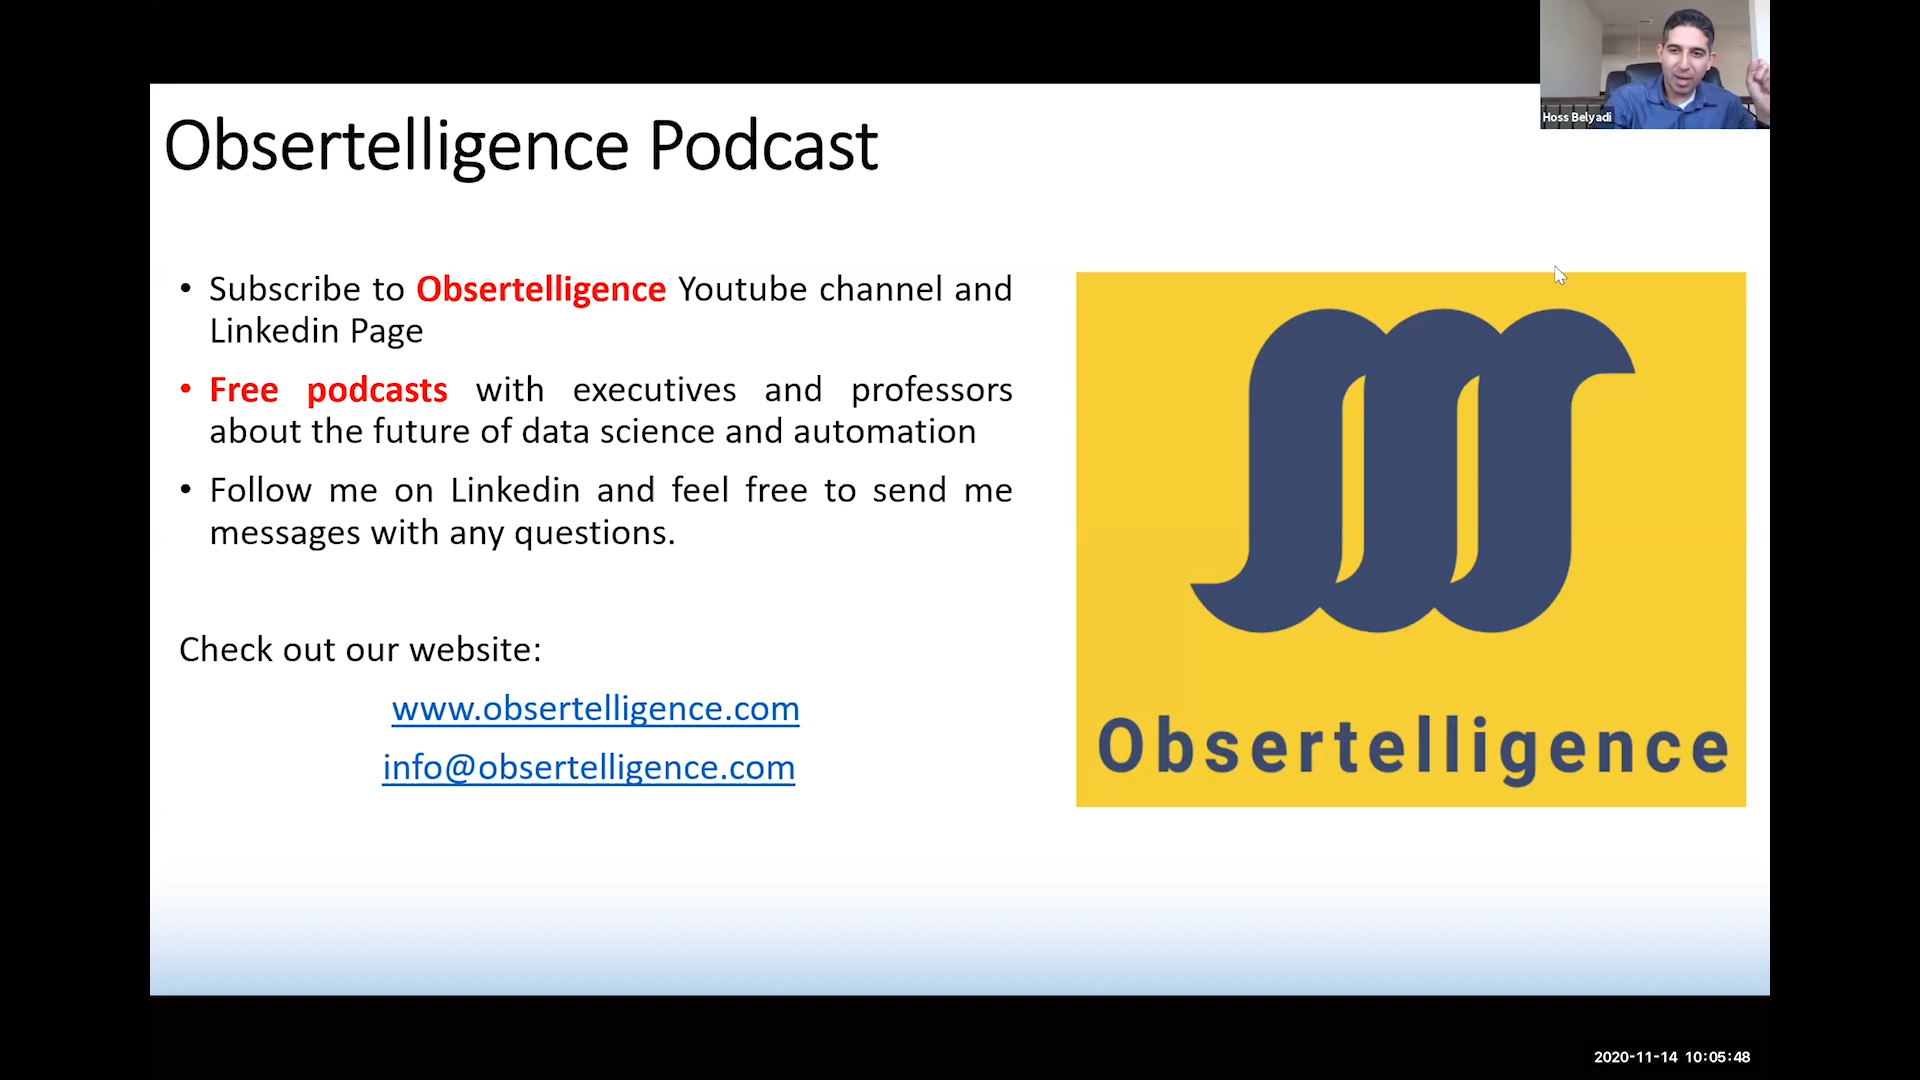 Hoss Belyadi
Obsertelligence Podcast
• Subscribe to Obsertelligence Youtube channel and
Linkedin Page
• Free podcasts with executives and professors
about the future of data science and automation
• Follow me on Linkedin and feel free to send me
messages with any questions.
Check out our website:
www.obsertelligence.com
info@obsertelligence.com
Obsertelligence
2020-11-14 10:05:48